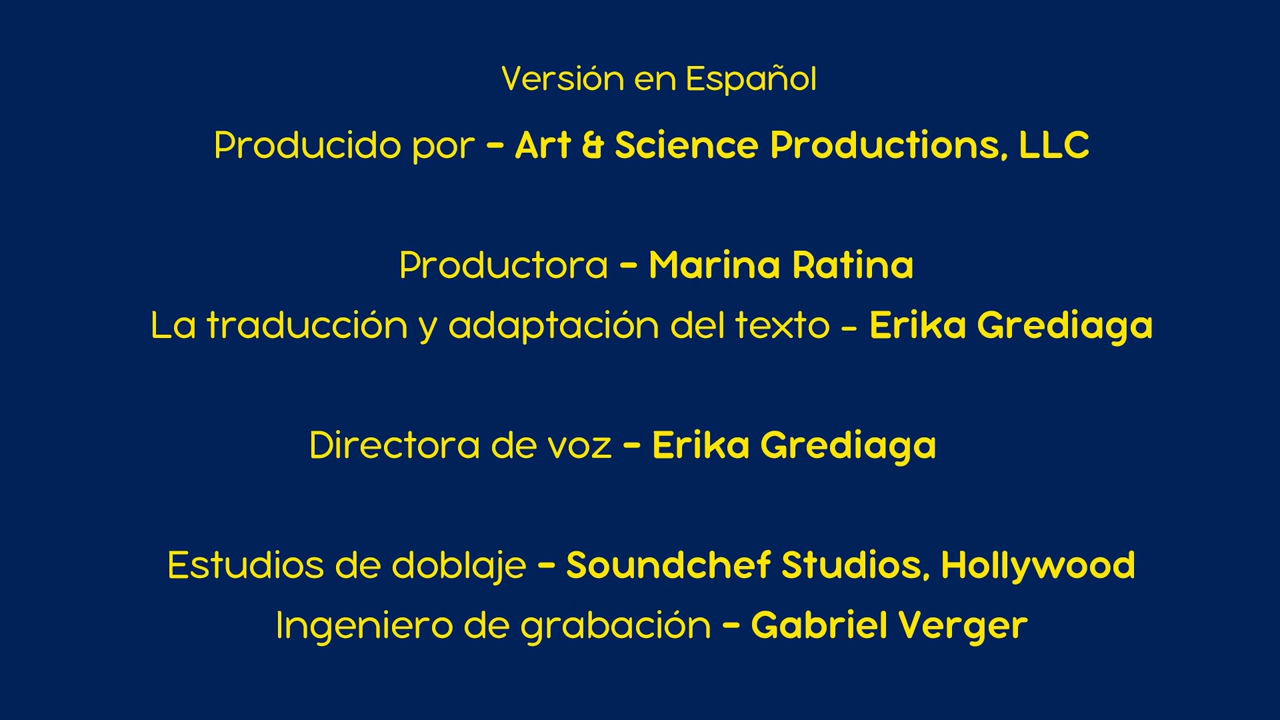 Versión en Español
Producido por - Art & Science Productions, LLC
Productora - Marina Ratina
La traducción y adaptación del texto - Erika Grediaga
Directora de voz - Erika Grediaga
Estudios de doblaje - Soundchef Studios, Hollywood
Ingeniero de grabación - Gabriel Verger